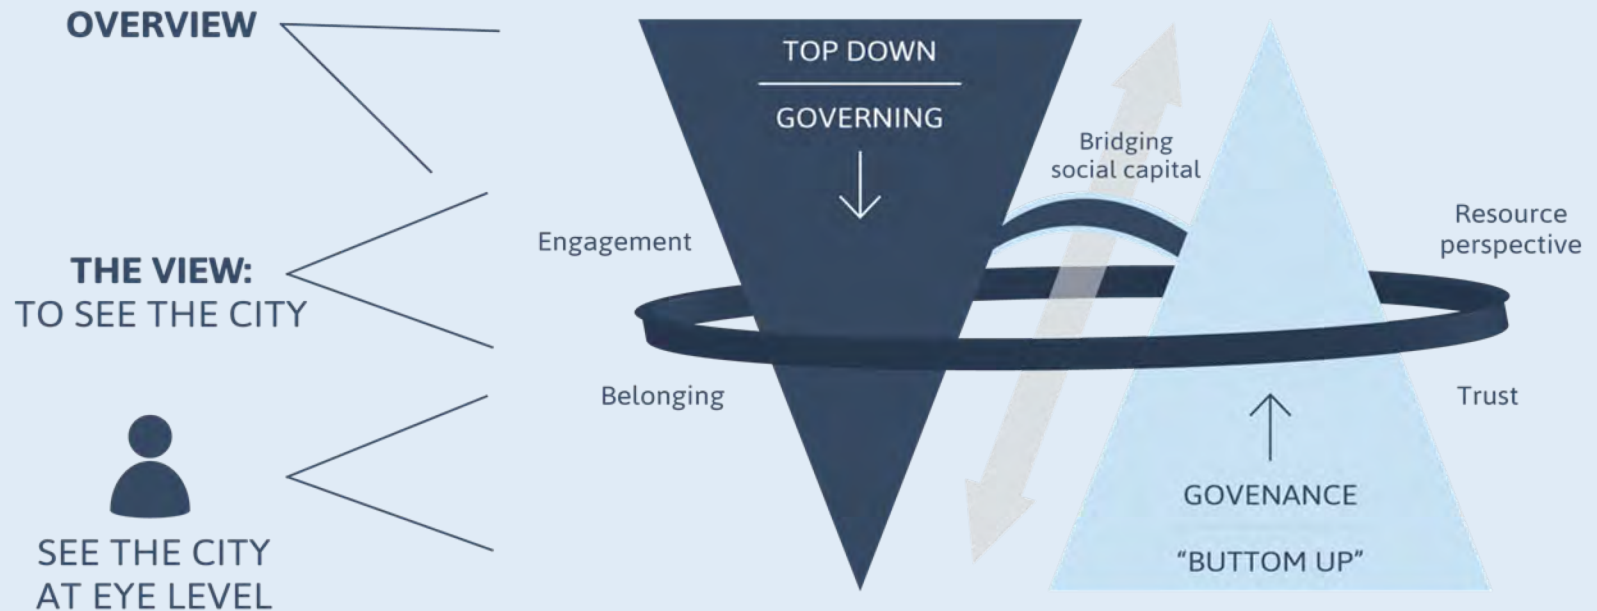 OVERVIEW
TOP DOWN
GOVERNING
Bridging
social capital
Resource
perspective
Engagement
THE VIEW:
TO SEE THE CITY
Belonging
Trust
GOVENANCE
“BUTTOM UP”
SEE THE CITY
AT EYE LEVEL